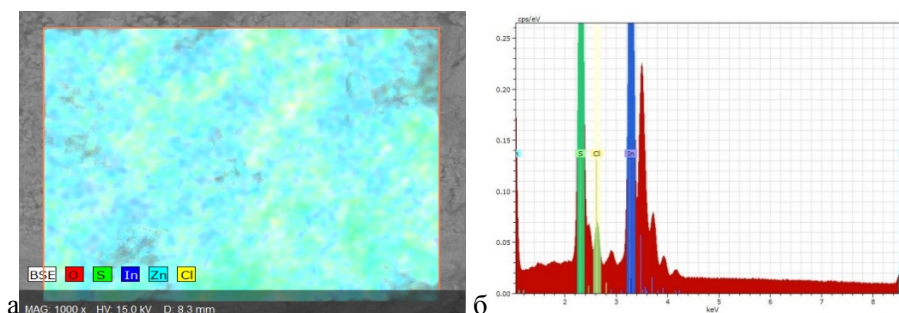 BSE O S In Zn Cl
а MAG: 1000 x HV: 15.0 kV D: 8.3 mm
cps/eV
0.25
0.20
0.15
S Cl In
0.10
0.05
0.00
2 3 4 5 6 7 8
keV
б